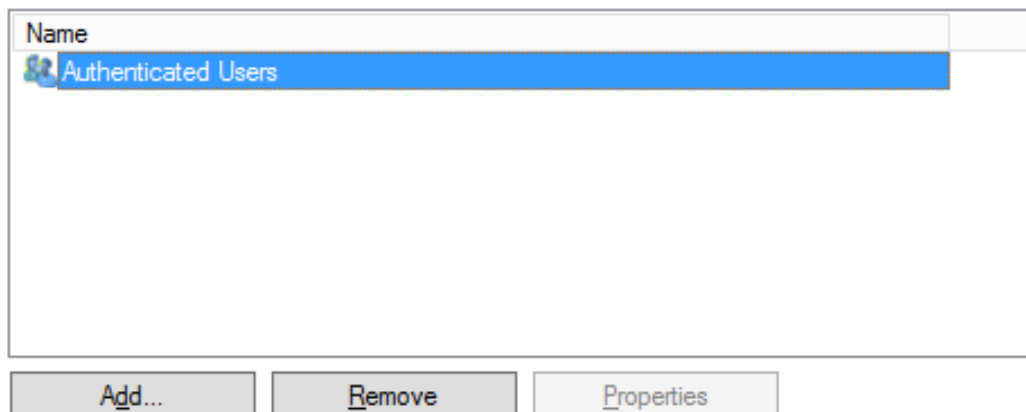 Name
Authenticated Users
Add...
Remove
Properties